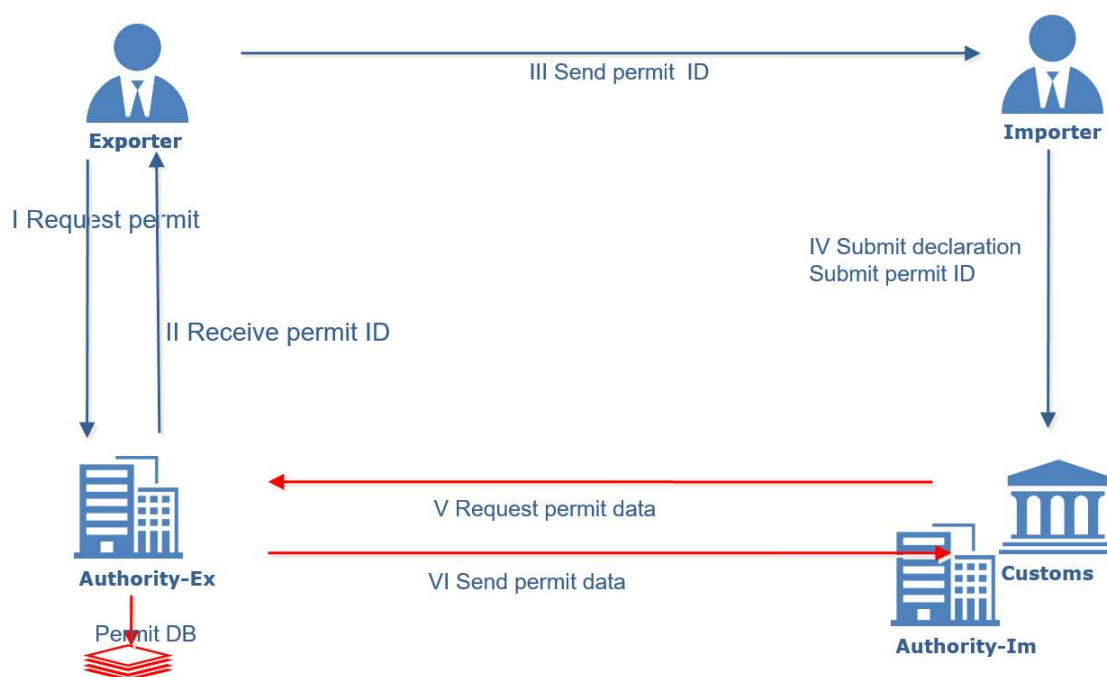 III Send permit ID
Exporter
Importer
I Request permit
IV Submit declaration
Submit permit ID
II Receive permit ID
V Request permit data
VI Send permit data
Authority-Ex
Customs
Permit DB
Authority-Im